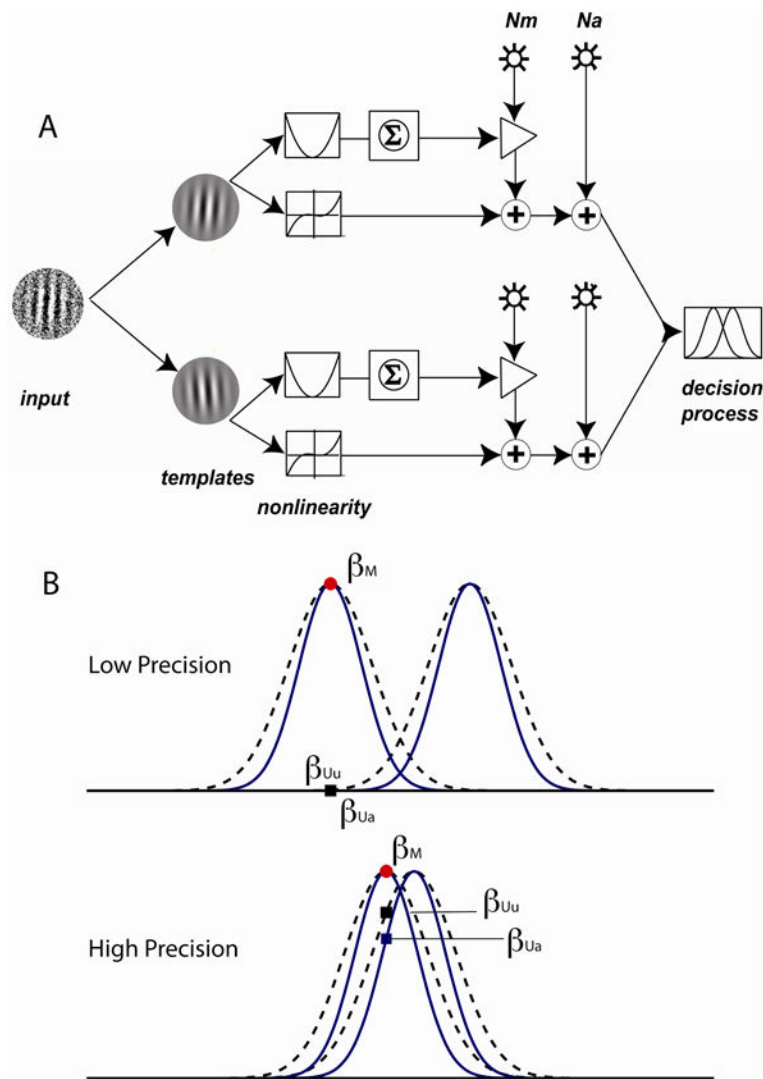 Nm Na
A
Σ
input
Σ
templates
nonlinearity
decision
process
B
βM
Low Precision
βUu
βUa
βM
βUu
High Precision
βUa